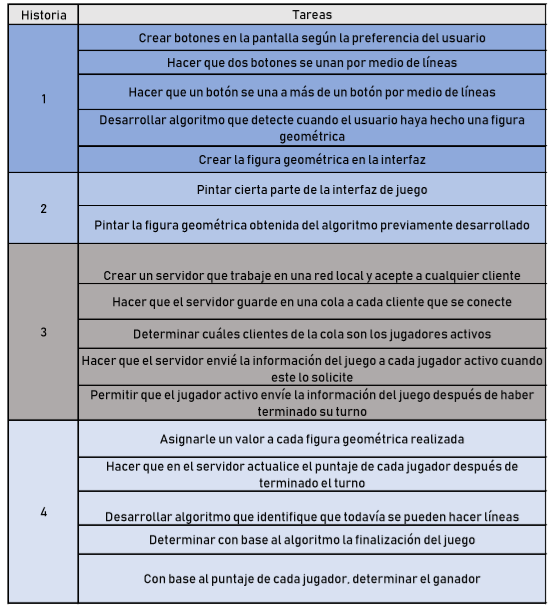 Historia Tareas
1
Crear botones en la pantalla según la preferencia del usuario
Hacer que dos botones se unan por medio de líneas
Hacer que un botón se una a más de un botón por medio de líneas
Desarrollar algoritmo que detecte cuando el usuario haya hecho una figura
geométrica
Crear la figura geométrica en la interfaz
2
Pintar cierta parte de la interfaz de juego
Pintar la figura geométrica obtenida del algoritmo previamente desarrollado
3
Crear un servidor que trabaje en una red local y acepte a cualquier cliente
Hacer que el servidor guarde en una cola a cada cliente que se conecte
Determinar cuáles clientes de la cola son los jugadores activos
Hacer que el servidor envié la información del juego a cada jugador activo cuando
este lo solicite
Permitir que el jugador activo envíe la información del juego después de haber
terminado su turno
4
Asignarle un valor a cada figura geométrica realizada
Hacer que en el servidor actualice el puntaje de cada jugador después de
terminado el turno
Desarrollar algoritmo que identifique que todavía se pueden hacer líneas
Determinar con base al algoritmo la finalización del juego
Con base al puntaje de cada jugador, determinar el ganador